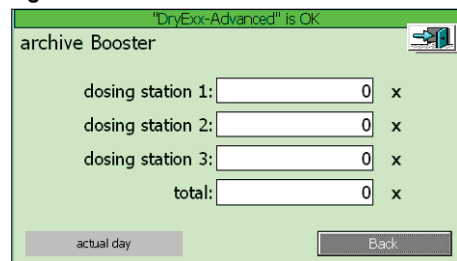 "DryExx-Advanced" is OK
archive Booster
dosing station 1: 0 x
dosing station 2: 0 x
dosing station 3: 0 x
total: 0 x
actual day Back